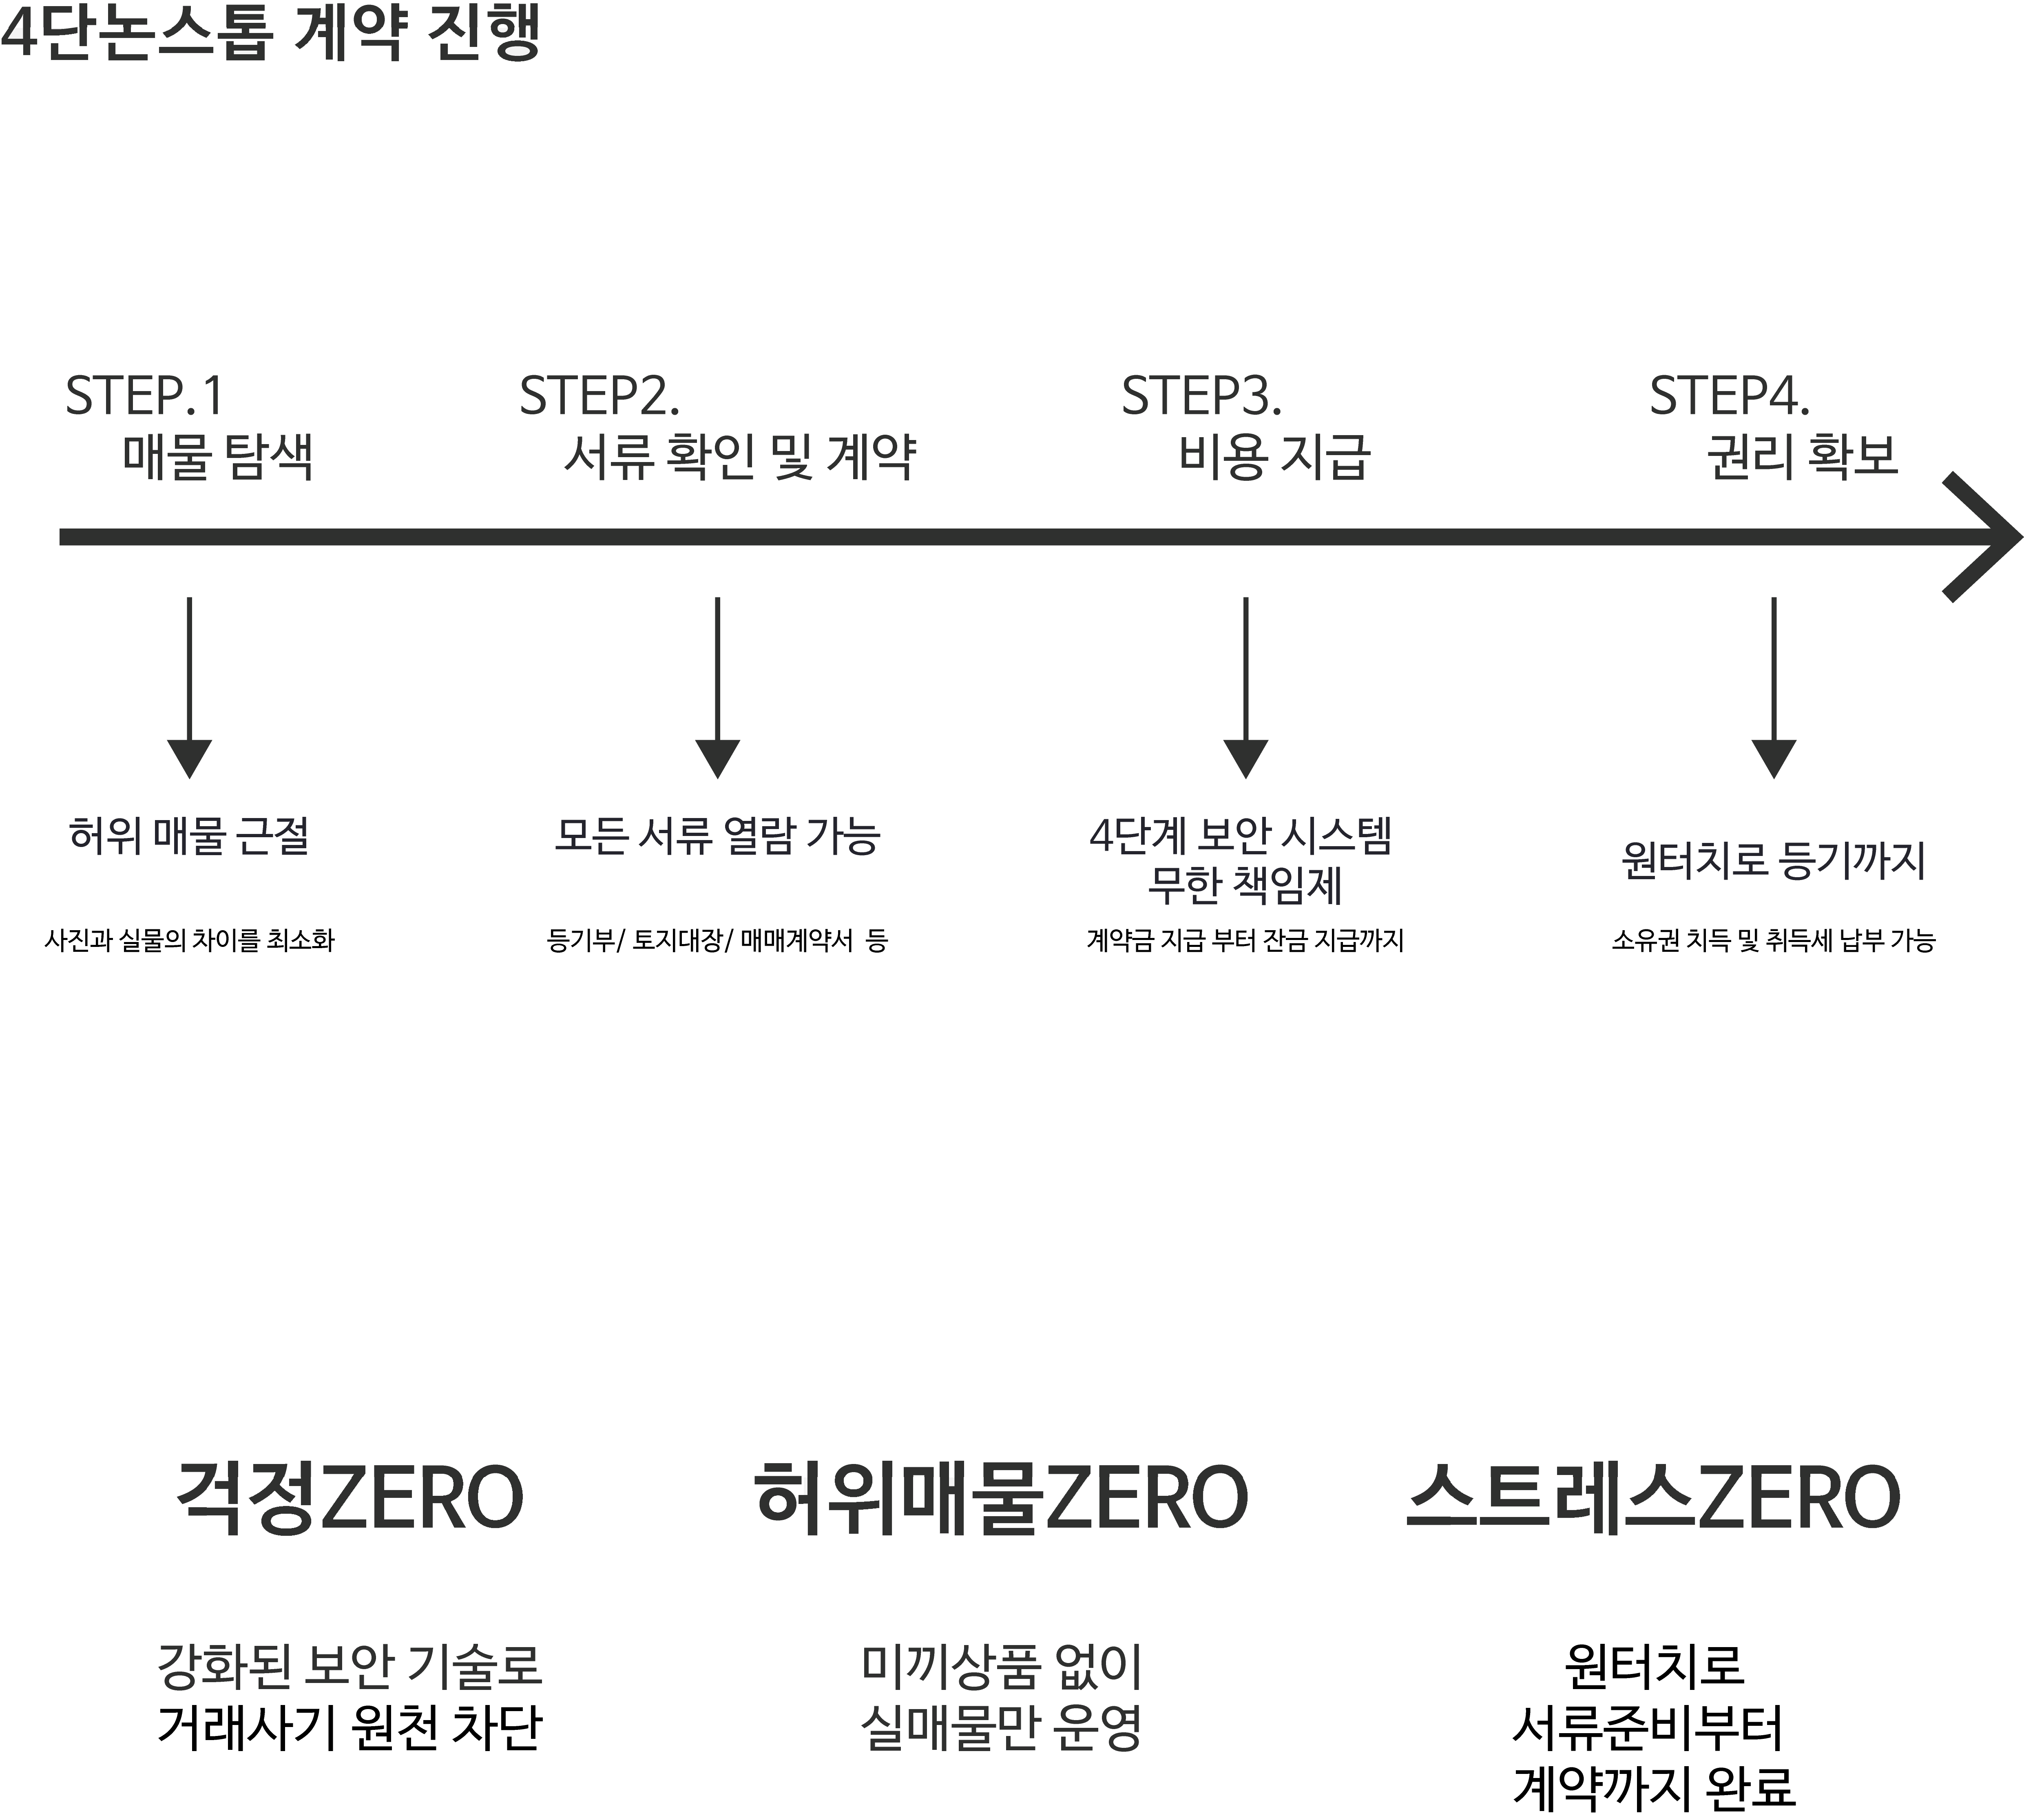 4단논스톱 계약 진행
STEP.1
매물 탐색
STEP2.
서류 확인 및 계약
STEP3.
비용 지급
STEP4.
권리 확보
허위 매물 근절
사진과 실물의 차이를 최소화
모든 서류 열람 가능
등기부/ 토지대장/ 매매계약서 등
4단계 보안 시스템
무한 책임제
계약금 지급 부터 잔금 지급까지
원터치로 등기까지
소유권 치득 및 취득세 납부 가능
걱정ZERO
강화된 보안 기술로
거래사기 원천 차단
허위매물ZERO
미끼상품 없이
실매물만 운영
스트레스ZERO
원터치로
서류준비부터
계약까지 완료